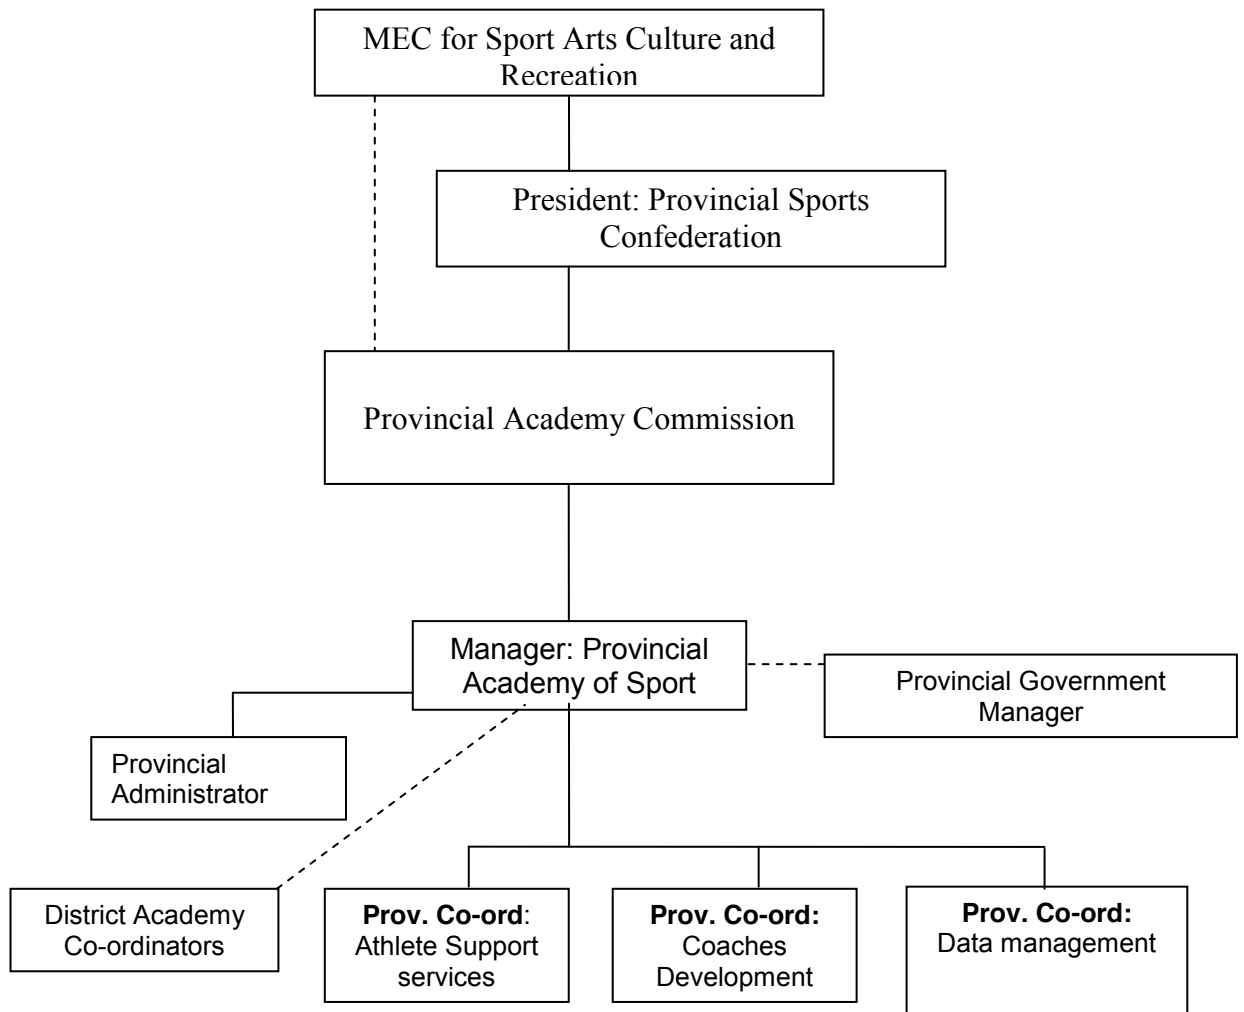 MEC for Sport Arts Culture and
Recreation
President: Provincial Sports
Confederation
Provincial Academy Commission
Manager: Provincial
Academy of Sport
Provincial Government
Manager
Provincial
Administrator
District Academy
Co-ordinators
Prov. Co-ord:
Athlete Support
services
Prov. Co-ord:
Coaches
Development
Prov. Co-ord:
Data management